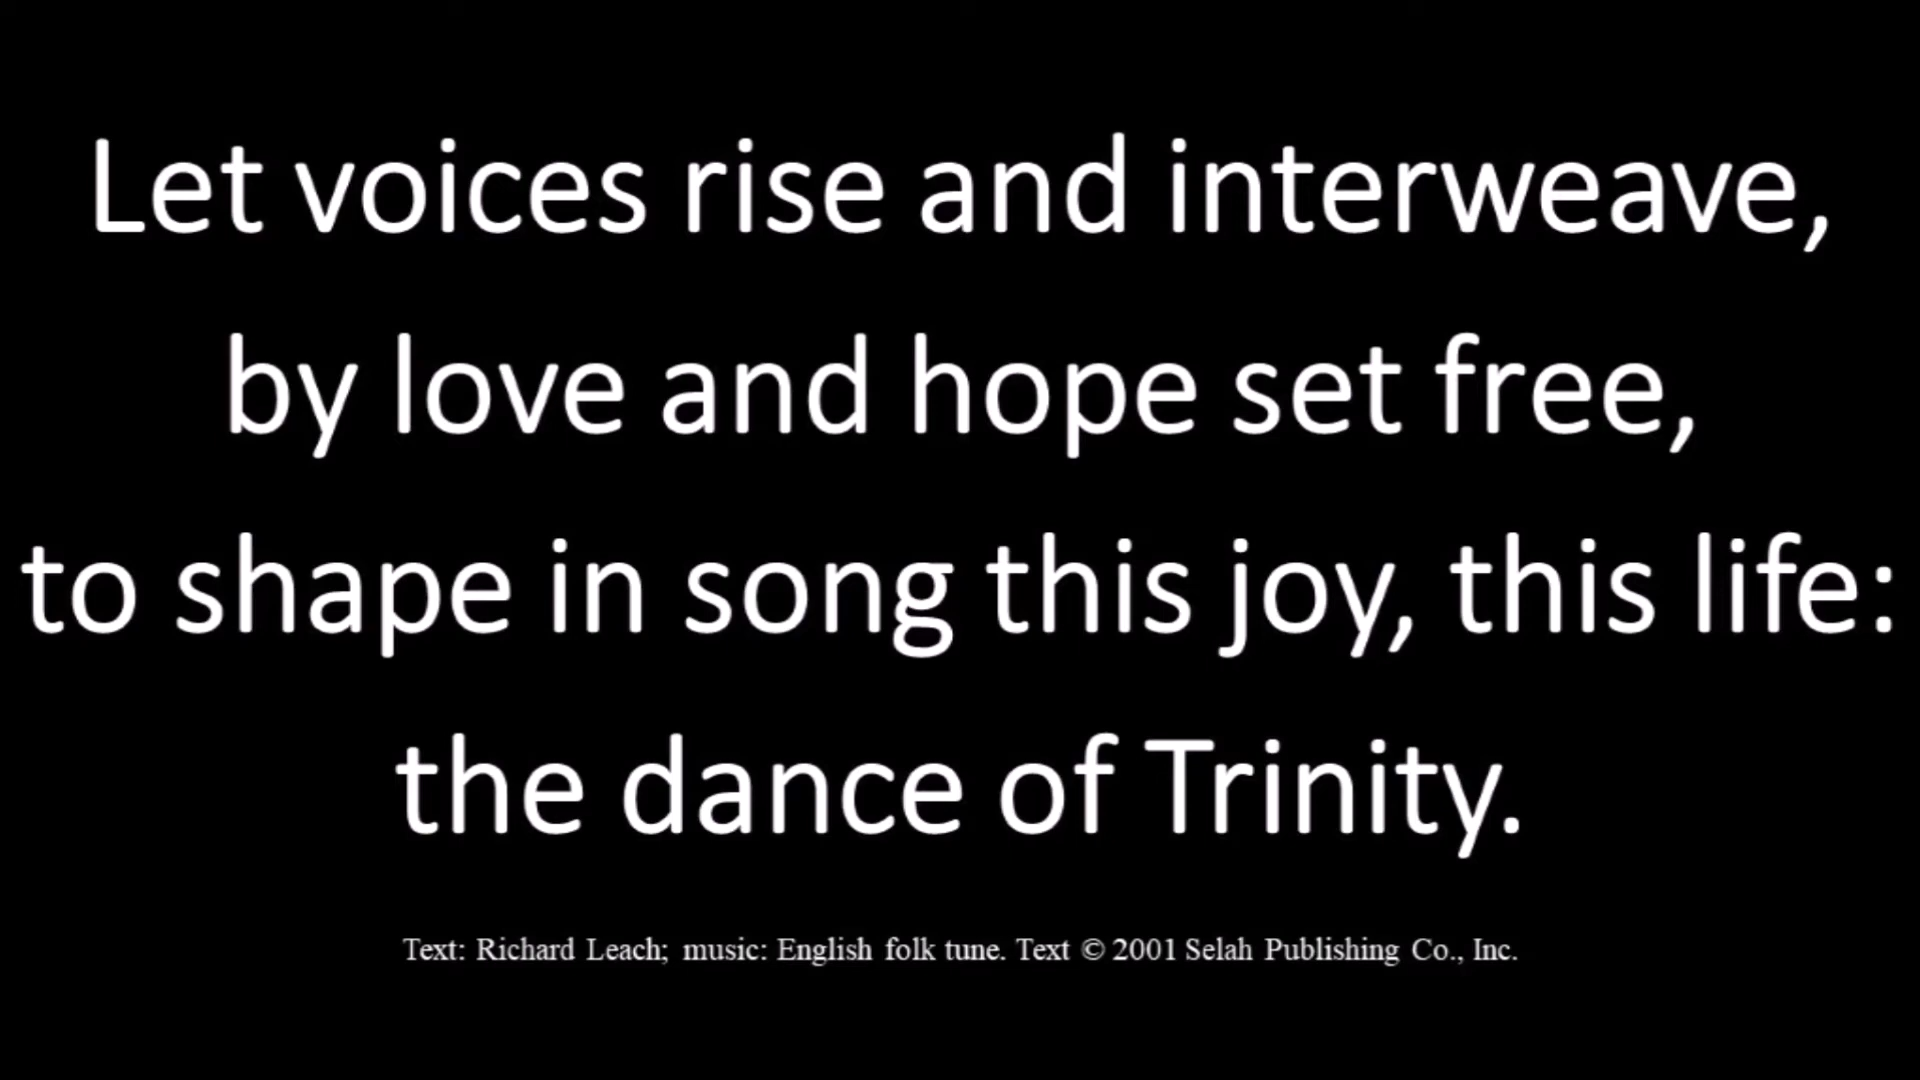 Let voices rise and interweave,
by love and hope set free,
to shape in song this joy, this life:
the dance of Trinity.
Text: Richard Leach; music: English folk tune. Text © 2001 Selah Publishing Co., Inc.